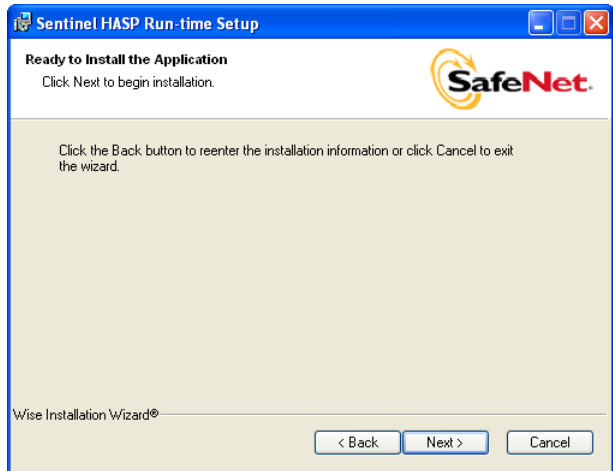 Sentinel HASP Run-time Setup
Ready to Install the Application
Click Next to begin installation.
SafeNet.
Click the Back button to reenter the installation information or click Cancel to exit
the wizard.
Wise Installation Wizard®
< Back
Next >
Cancel